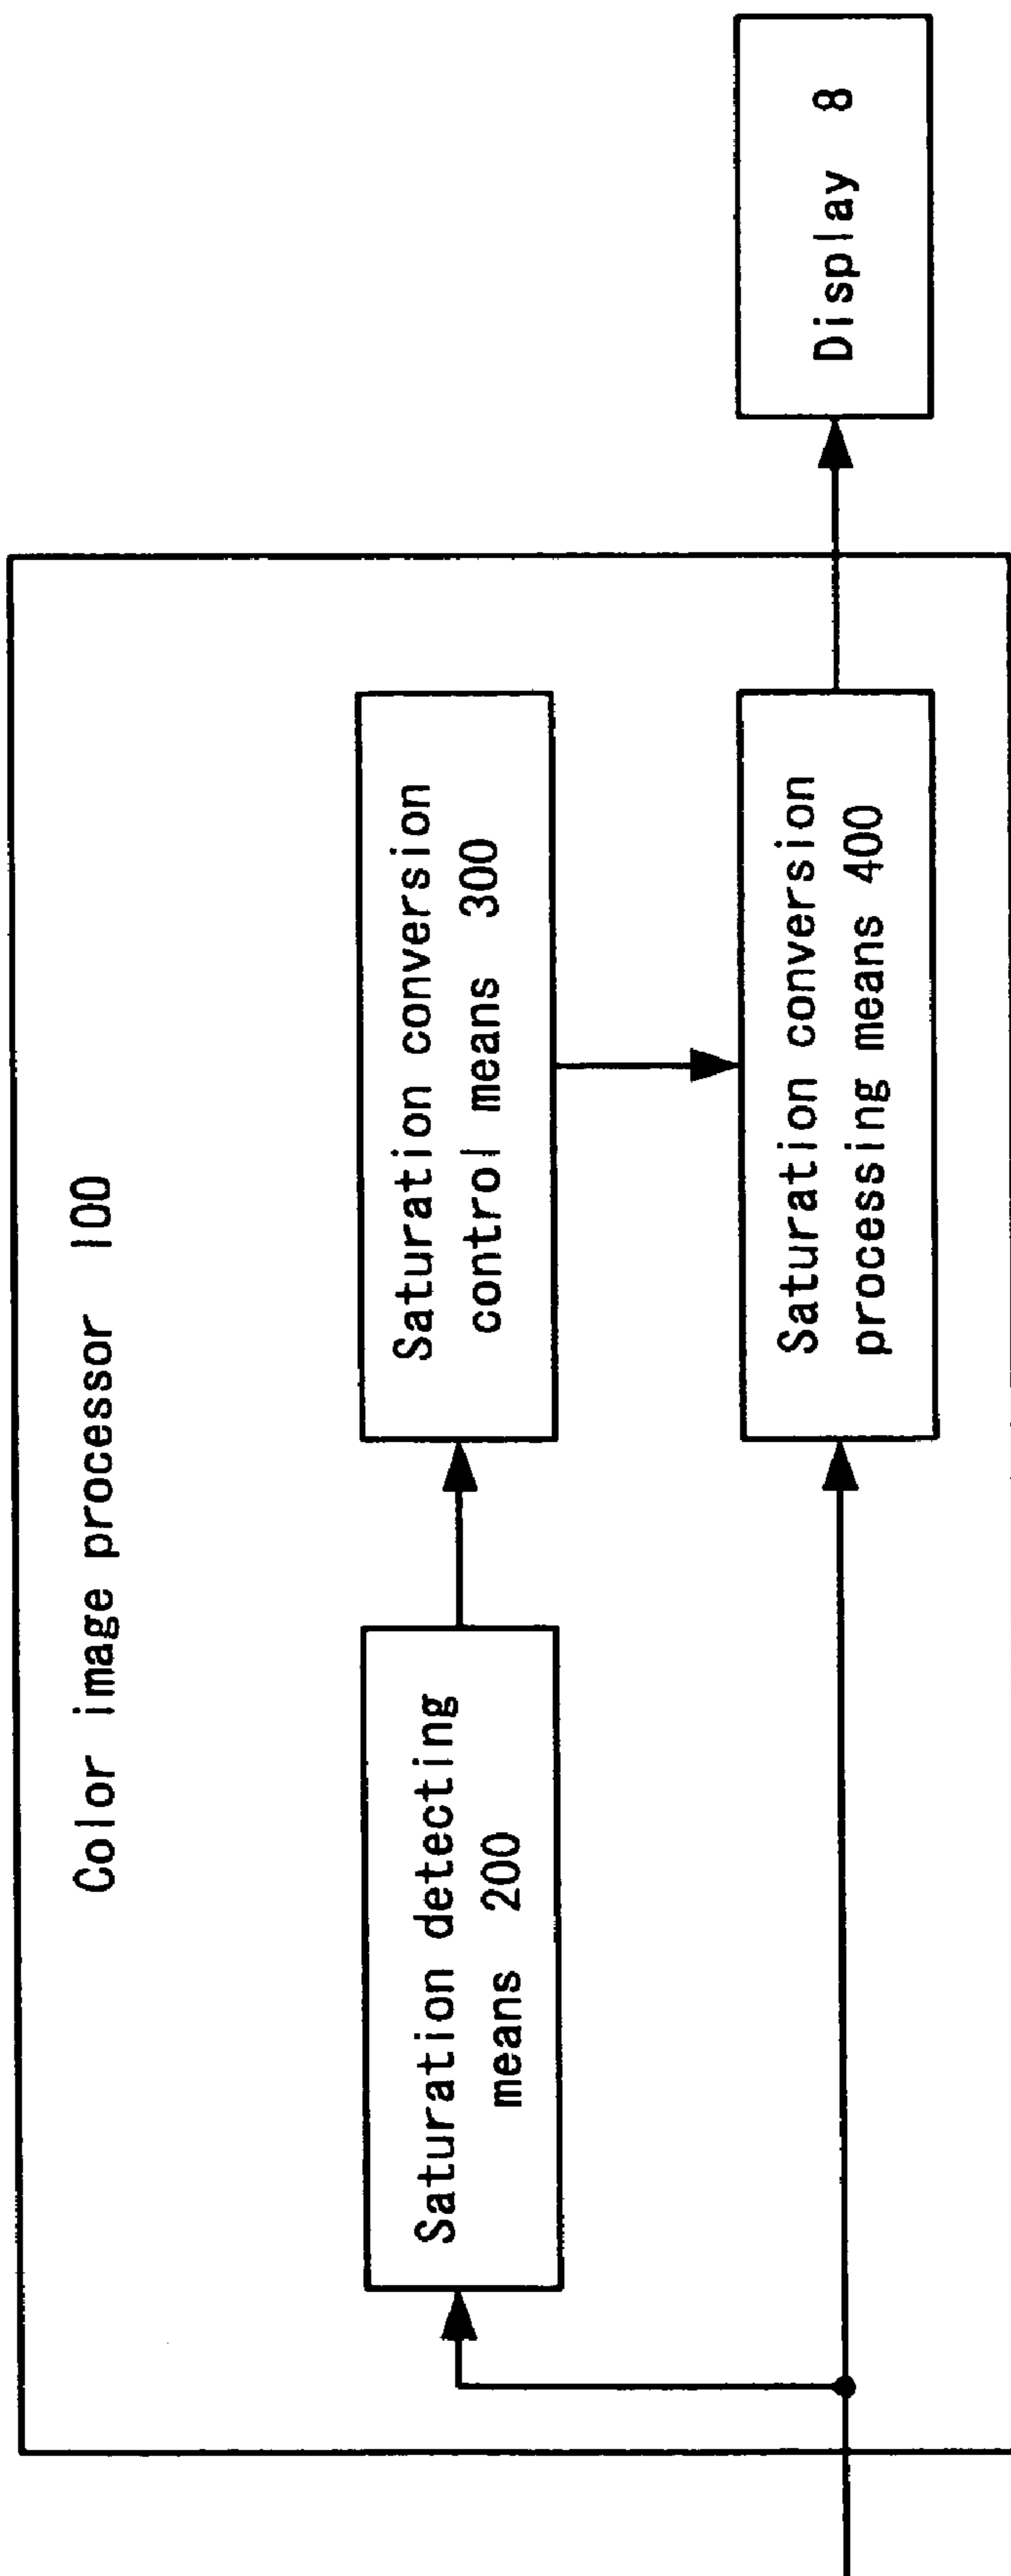 Color image processor 100
Saturation detecting
means 200
Saturation conversion
control means 300
Saturation conversion
processing means 400
Display 8